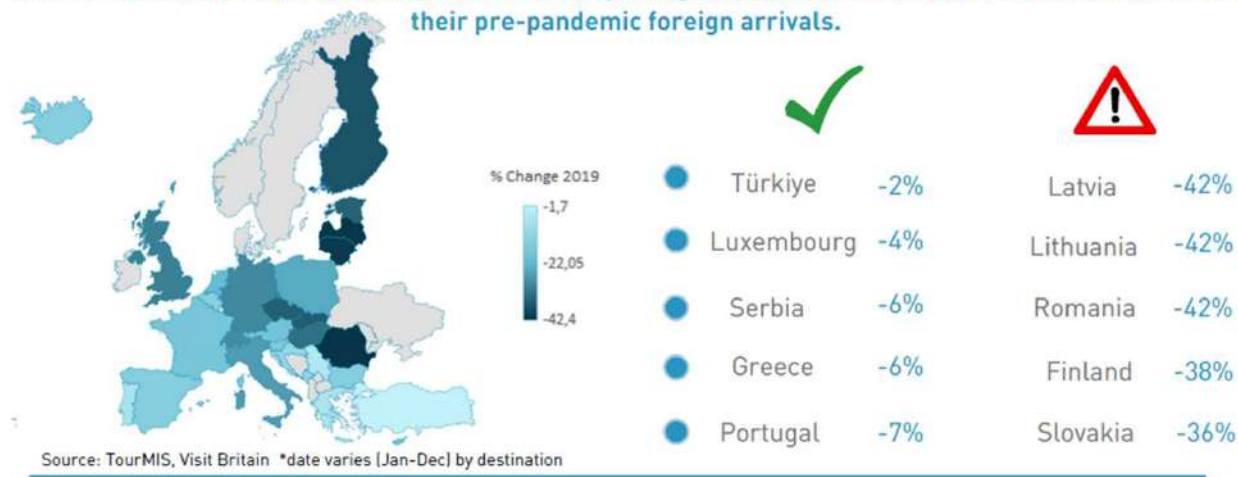 their pre-pandemic foreign arrivals.
% Change 2019
-1,7
-22,05
-42,4
Türkiye -2%
Luxembourg -4%
Serbia -6%
Greece -6%
Portugal -7%
Latvia -42%
Lithuania -42%
Romania -42%
Finland -38%
Slovakia -36%
Source: TourMIS, Visit Britain *date varies (Jan-Dec) by destination